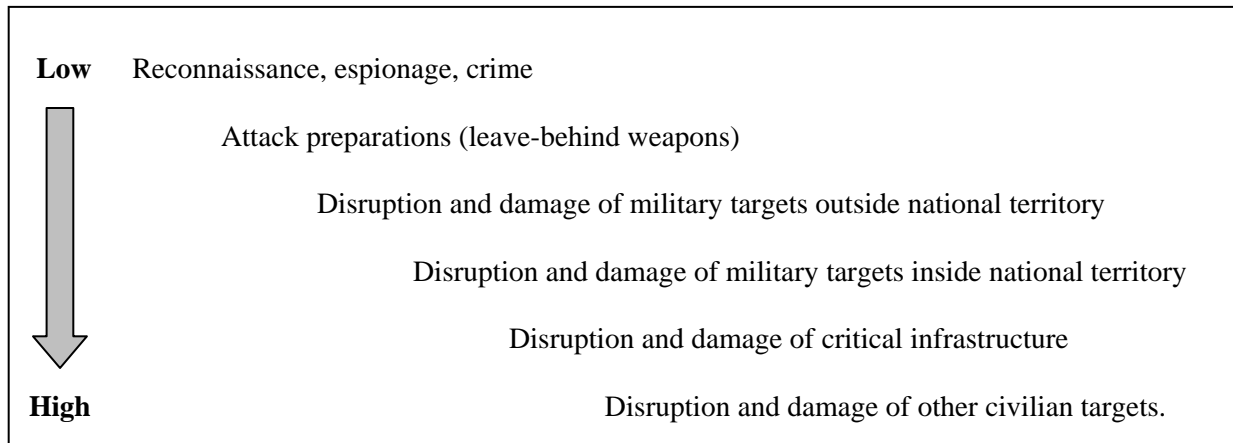 Low Reconnaissance, espionage, crime
Attack preparations (leave-behind weapons)
Disruption and damage of military targets outside national territory
Disruption and damage of military targets inside national territory
Disruption and damage of critical infrastructure
High Disruption and damage of other civilian targets.